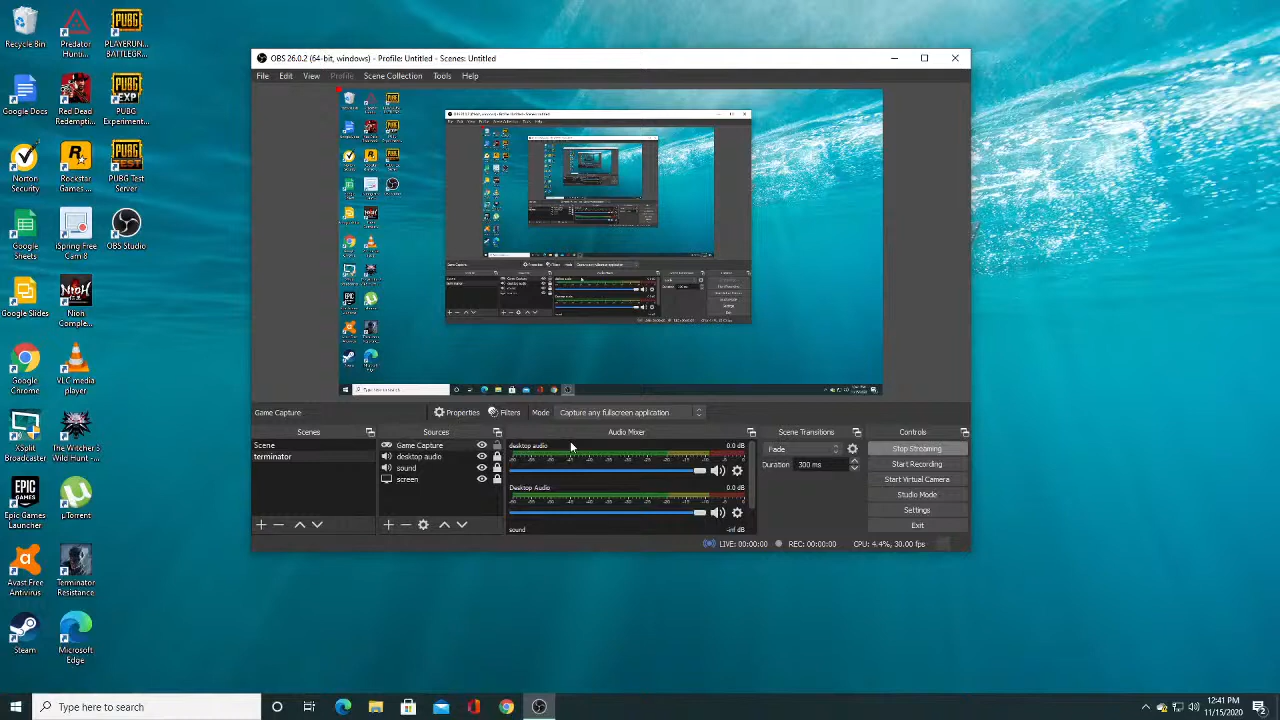 Recycle Bin
Predator
Hunti...
PLAYERUN...
BATTLEGR...
Google Docs
Red Dead
Redemptio...
PUBG
Experiment...
Norton
Security
Rockstar
Games ...
PUBG Test
Server
Google
Sheets
iSpring Free
Cam 8
OBS Studio
Google Slides
Nioh
Comple...
Google
Chrome
VLC media
player
XSplit
Broadcaster
The Witcher
3 Wild Hunt -...
Epic Games
Launcher
µTorrent
Avast Free
Antivirus
Terminator
Resistance
Steam
Microsoft
Edge
OBS 26.0.2 (64-bit, windows) - Profile: Untitled - Scenes: Untitled
File Edit View Profile Scene Collection Tools Help
Game Capture Properties Filters Mode Capture any fullscreen application
Scenes
Scene
terminator
Sources
Game Capture
desktop audio
sound
screen
Audio Mixer
desktop audio 0.0 dB
Desktop Audio 0.0 dB
sound -inf dB
Scene Transitions
Fade
Duration 300 ms
Controls
Stop Streaming
Start Recording
Start Virtual Camera
Studio Mode
Settings
Exit
LIVE: 00:00:00 REC: 00:00:00 CPU: 4.4%, 30.00 fps
Type here to search
12:41 PM
11/15/2020
2